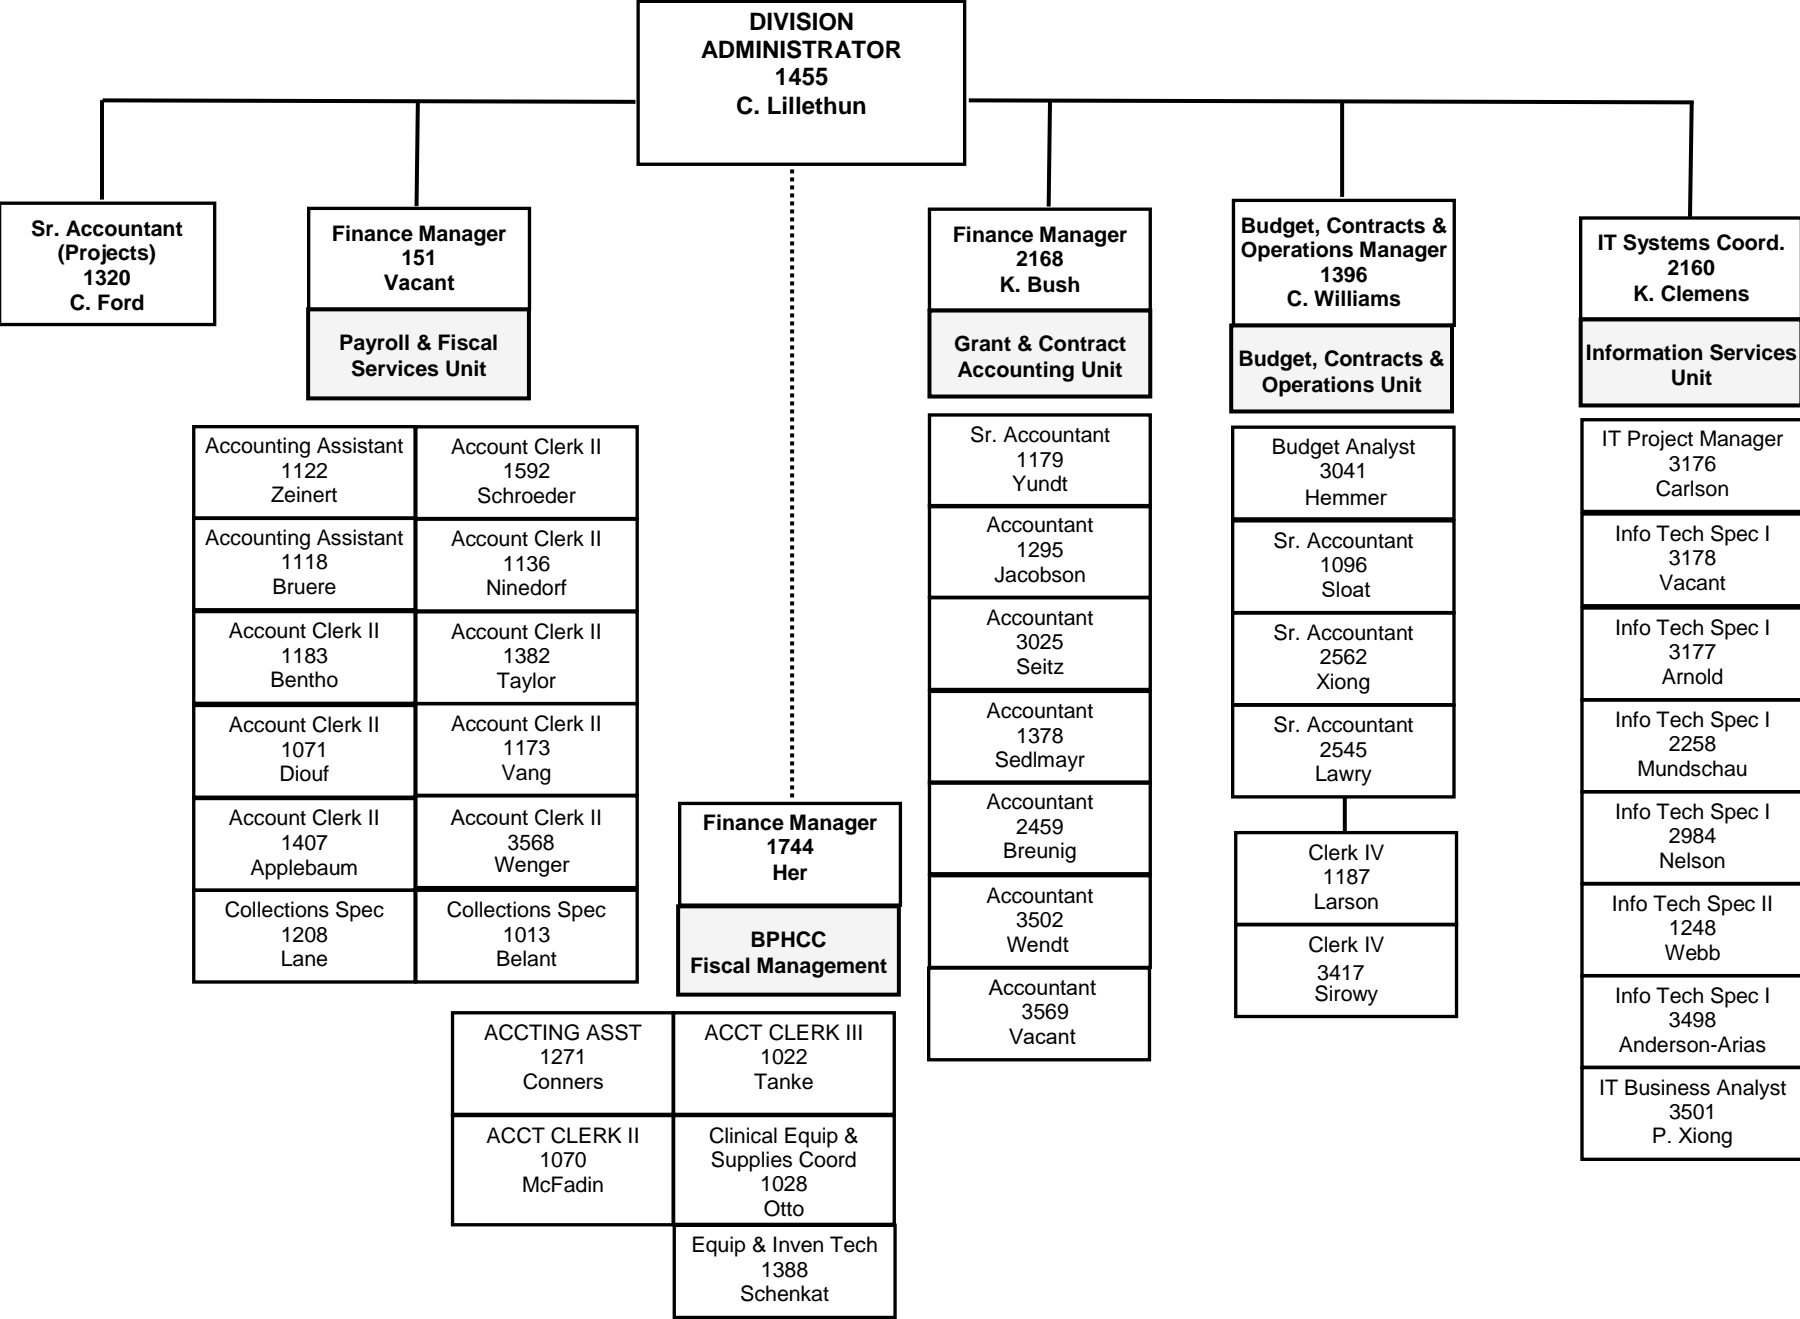 DIVISION
ADMINISTRATOR
1455
C. Lillethun
Sr. Accountant
(Projects)
1320
C. Ford
Finance Manager
151
Vacant
Payroll & Fiscal
Services Unit
Accounting Assistant
1122
Zeinert
Account Clerk II
1592
Schroeder
Accounting Assistant
1118
Bruere
Account Clerk II
1136
Ninedorf
Account Clerk II
1183
Bentho
Account Clerk II
1382
Taylor
Account Clerk II
1071
Diouf
Account Clerk II
1173
Vang
Account Clerk II
1407
Applebaum
Account Clerk II
3568
Wenger
Collections Spec
1208
Lane
Collections Spec
1013
Belant
Finance Manager
1744
Her
BPHCC
Fiscal Management
ACCTING ASST
1271
Conners
ACCT CLERK III
1022
Tanke
ACCT CLERK II
1070
McFadin
Clinical Equip &
Supplies Coord
1028
Otto
Equip & Inven Tech
1388
Schenkat
Finance Manager
2168
K. Bush
Grant & Contract
Accounting Unit
Sr. Accountant
1179
Yundt
Accountant
1295
Jacobson
Accountant
3025
Seitz
Accountant
1378
Sedlmayr
Accountant
2459
Breunig
Accountant
3502
Wendt
Accountant
3569
Vacant
Budget, Contracts &
Operations Manager
1396
C. Williams
Budget, Contracts &
Operations Unit
Budget Analyst
3041
Hemmer
Sr. Accountant
1096
Sloat
Sr. Accountant
2562
Xiong
Sr. Accountant
2545
Lawry
Clerk IV
1187
Larson
Clerk IV
3417
Sirowy
IT Systems Coord.
2160
K. Clemens
Information Services
Unit
IT Project Manager
3176
Carlson
Info Tech Spec I
3178
Vacant
Info Tech Spec I
3177
Arnold
Info Tech Spec I
2258
Mundschau
Info Tech Spec I
2984
Nelson
Info Tech Spec II
1248
Webb
Info Tech Spec I
3498
Anderson-Arias
IT Business Analyst
3501
P. Xiong